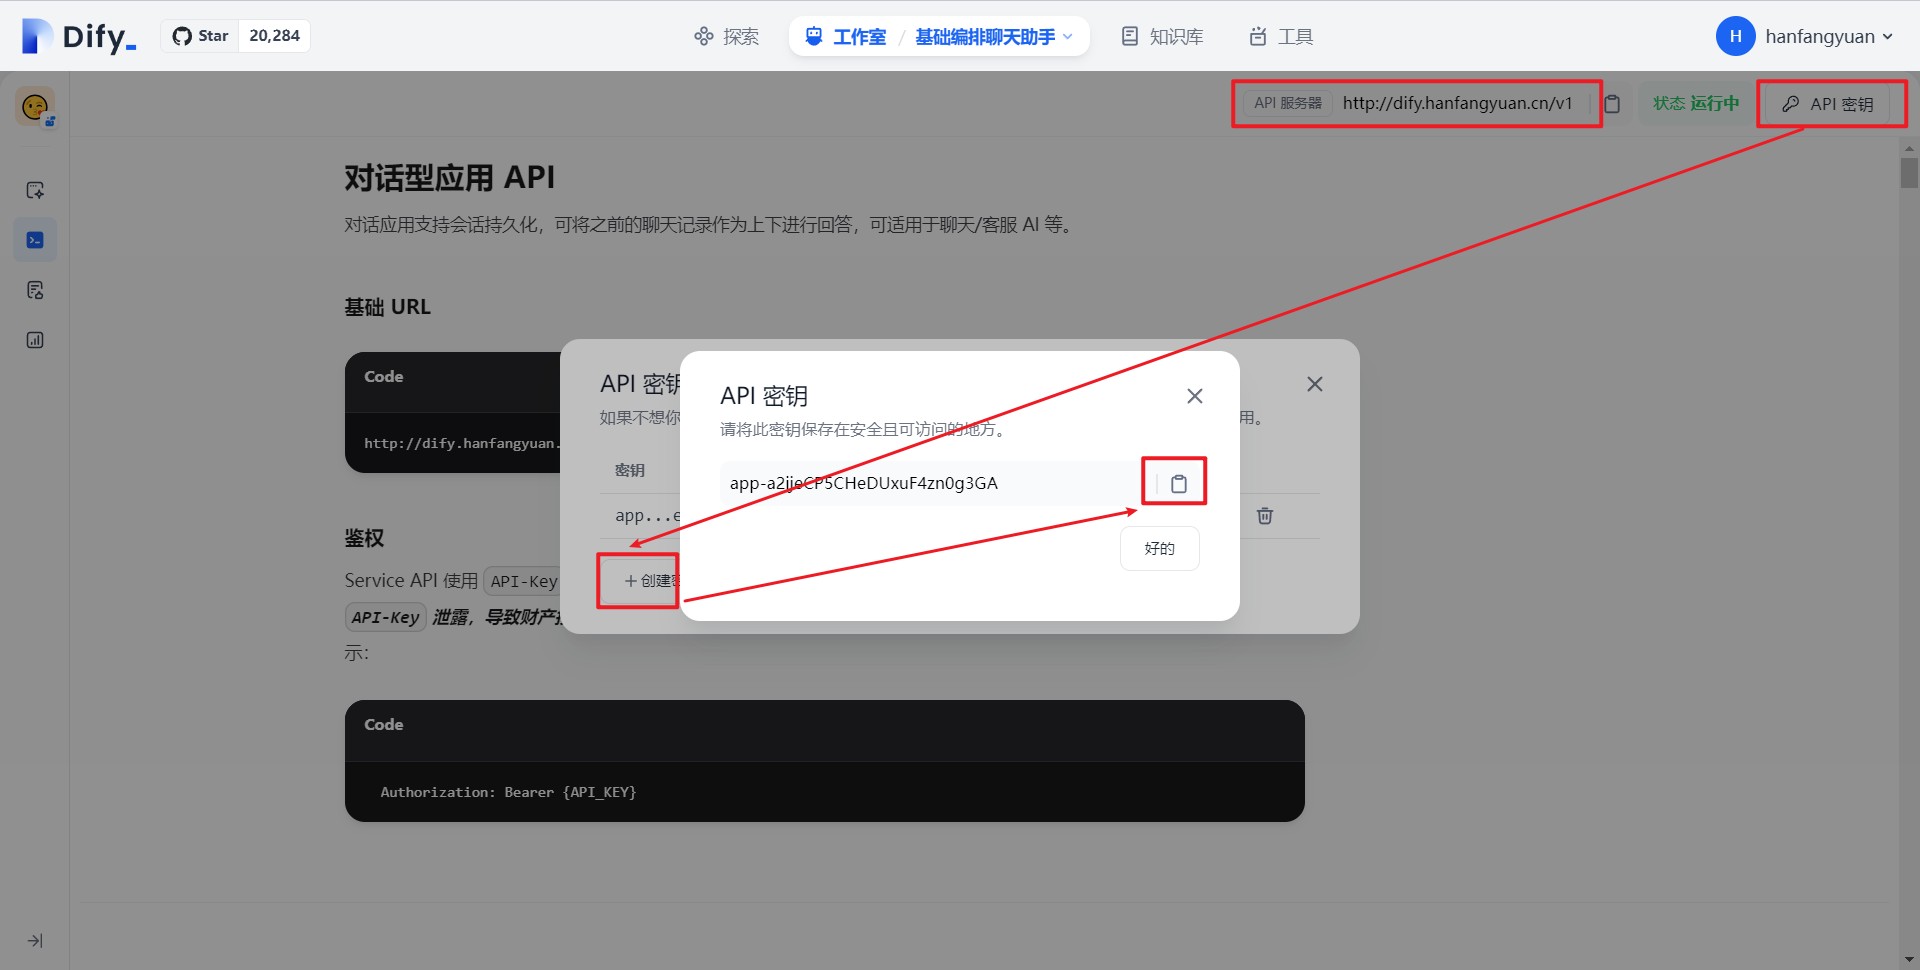 Dify_
Star 20,284
探索
工作室 / 基础编排聊天助手
知识库
工具
H hanfangyuan
API 服务器 http://dify.hanfangyuan.cn/v1
状态 运行中
API 密钥
对话型应用 API
对话应用支持会话持久化，可将之前的聊天记录作为上下进行回答，可适用于聊天/客服 AI 等。
基础 URL
Code
http://dify.hanfangyuan.
API 密钥
如果不想你
用。
密钥
app...e
+ 创建密
API 密钥
请将此密钥保存在安全且可访问的地方。
app-a2jjeCP5CHeDUxuF4zn0g3GA
好的
鉴权
Service API 使用 API-Key
API-Key 泄露，导致财产
示：
Code
Authorization: Bearer {API_KEY}